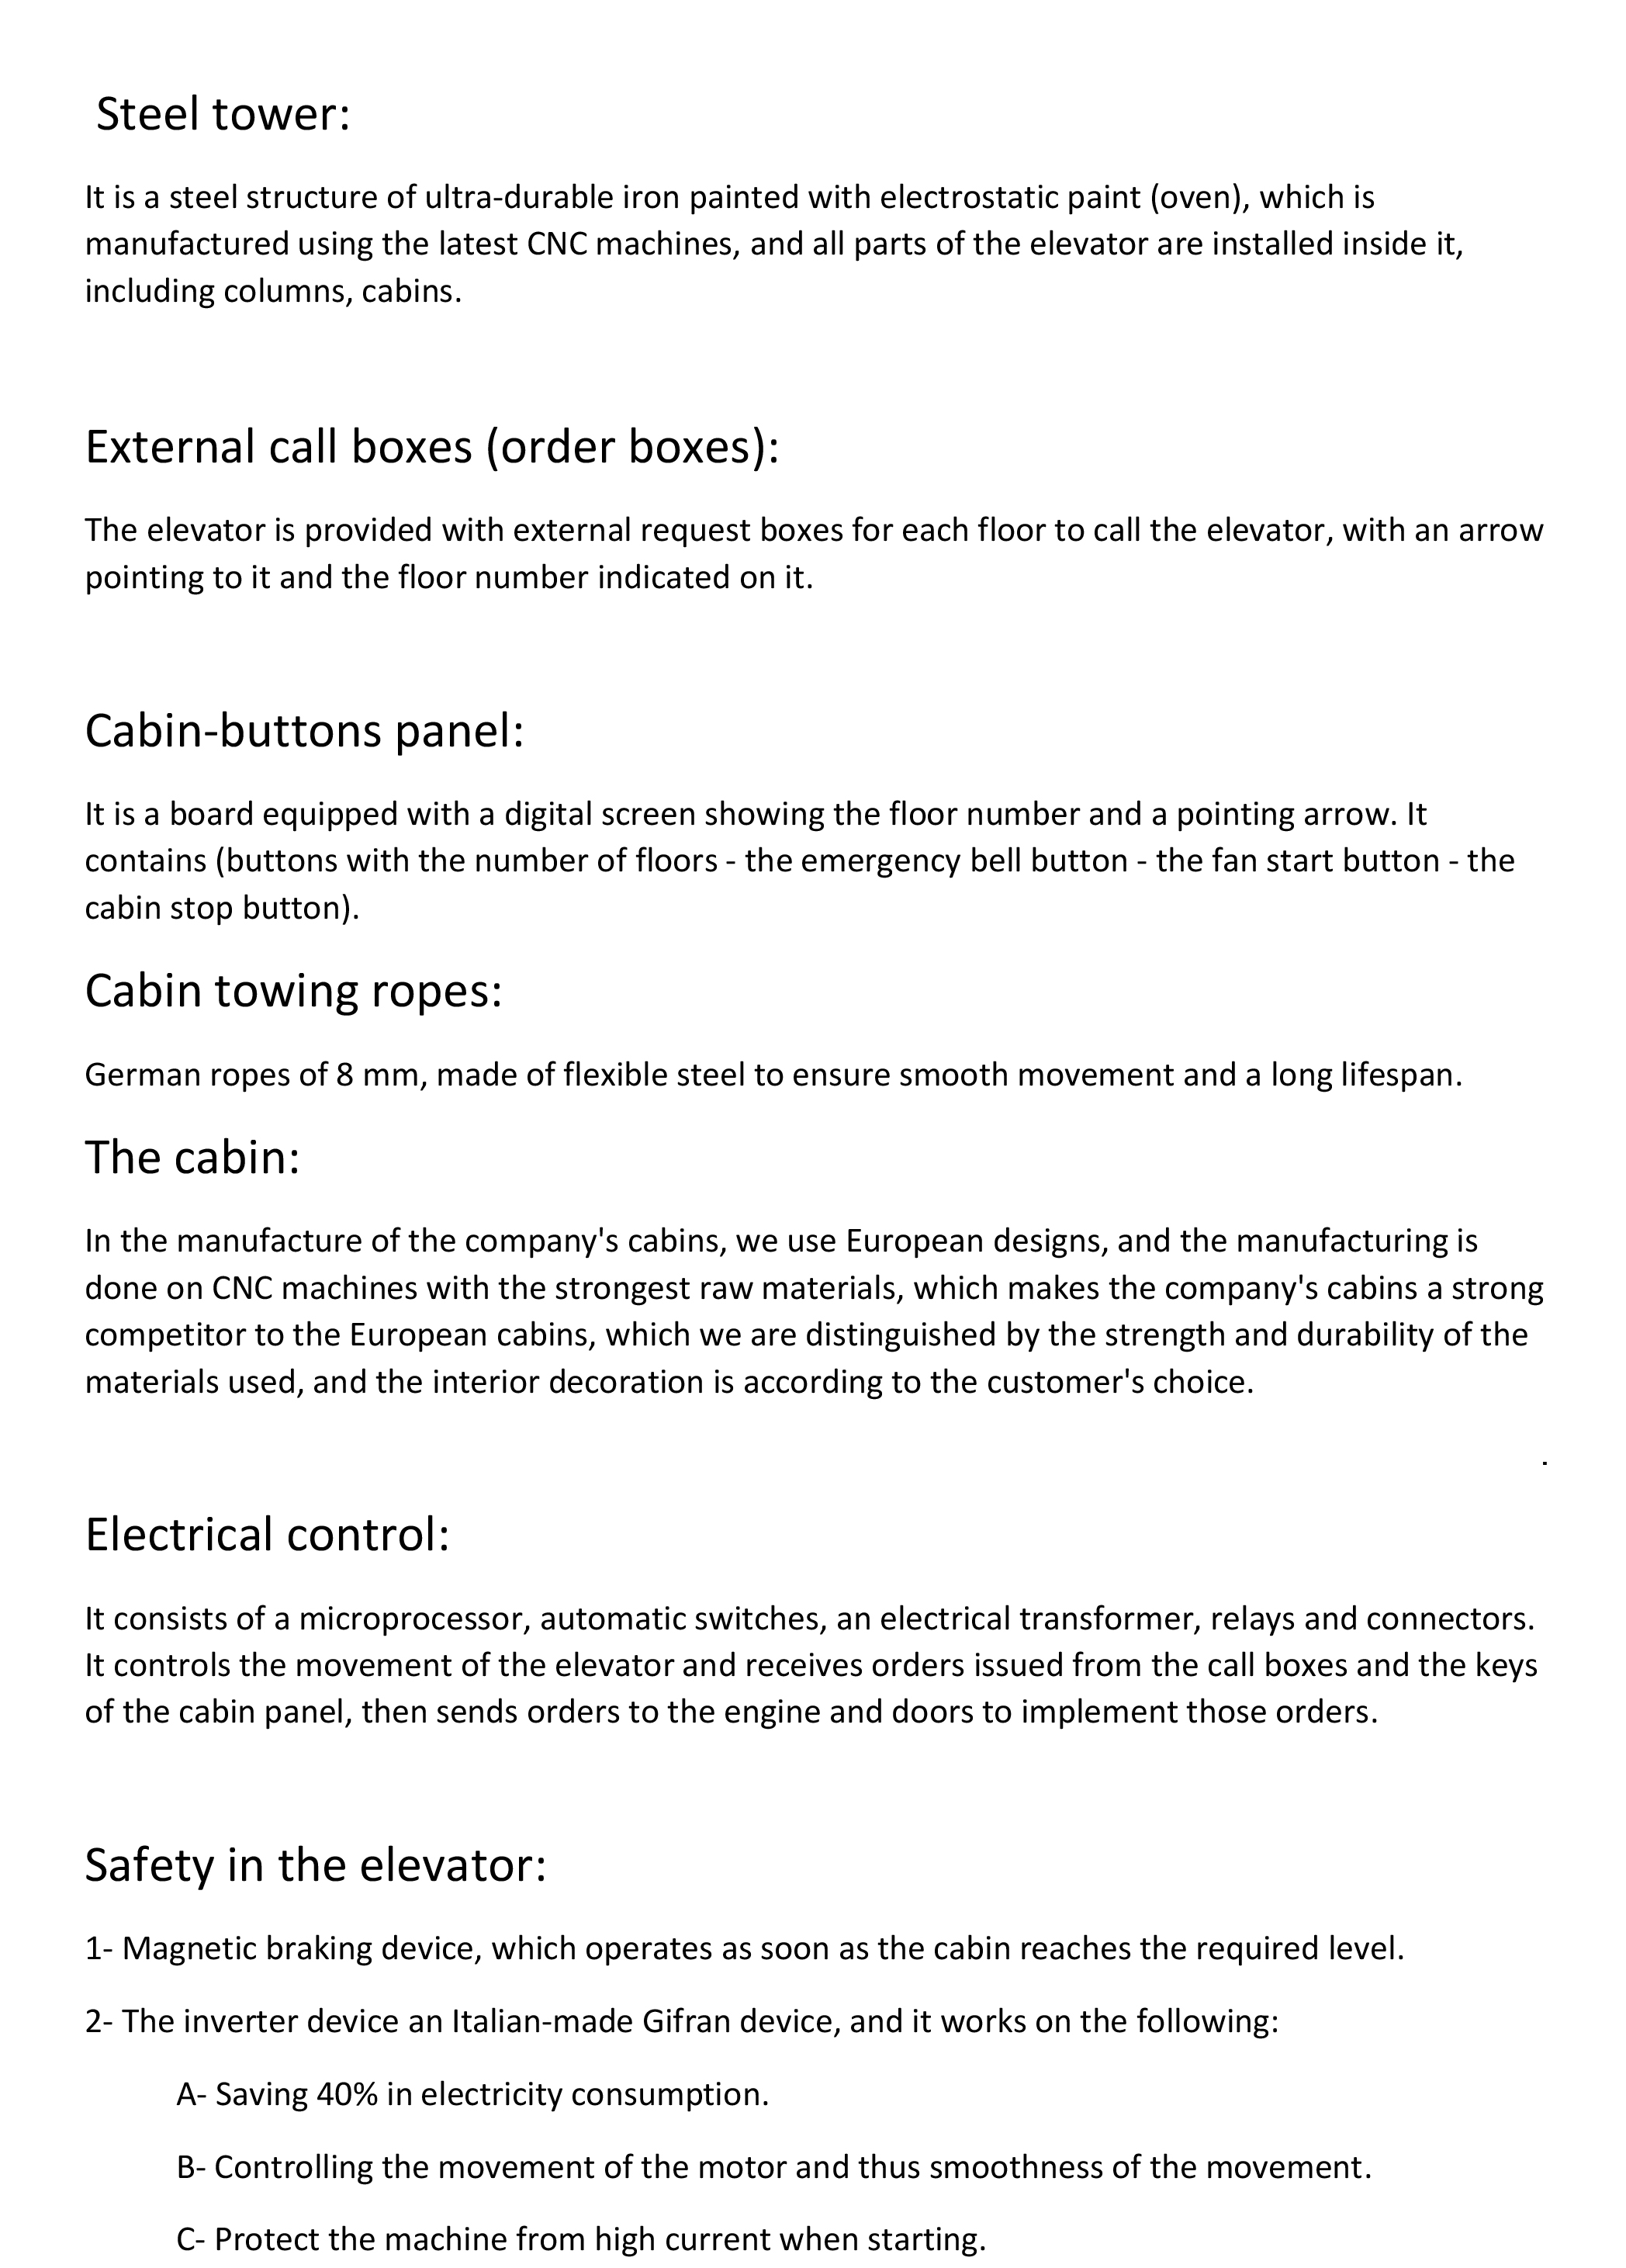 Steel tower:
It is a steel structure of ultra-durable iron painted with electrostatic paint (oven), which is
manufactured using the latest CNC machines, and all parts of the elevator are installed inside it,
including columns, cabins.
External call boxes (order boxes):
The elevator is provided with external request boxes for each floor to call the elevator, with an arrow
pointing to it and the floor number indicated on it.
Cabin-buttons panel:
It is a board equipped with a digital screen showing the floor number and a pointing arrow. It
contains (buttons with the number of floors - the emergency bell button - the fan start button - the
cabin stop button).
Cabin towing ropes:
German ropes of 8 mm, made of flexible steel to ensure smooth movement and a long lifespan.
The cabin:
In the manufacture of the company's cabins, we use European designs, and the manufacturing is
done on CNC machines with the strongest raw materials, which makes the company's cabins a strong
competitor to the European cabins, which we are distinguished by the strength and durability of the
materials used, and the interior decoration is according to the customer's choice.
.
Electrical control:
It consists of a microprocessor, automatic switches, an electrical transformer, relays and connectors.
It controls the movement of the elevator and receives orders issued from the call boxes and the keys
of the cabin panel, then sends orders to the engine and doors to implement those orders.
Safety in the elevator:
1- Magnetic braking device, which operates as soon as the cabin reaches the required level.
2- The inverter device an Italian-made Gifran device, and it works on the following:
A- Saving 40% in electricity consumption.
B- Controlling the movement of the motor and thus smoothness of the movement.
C- Protect the machine from high current when starting.